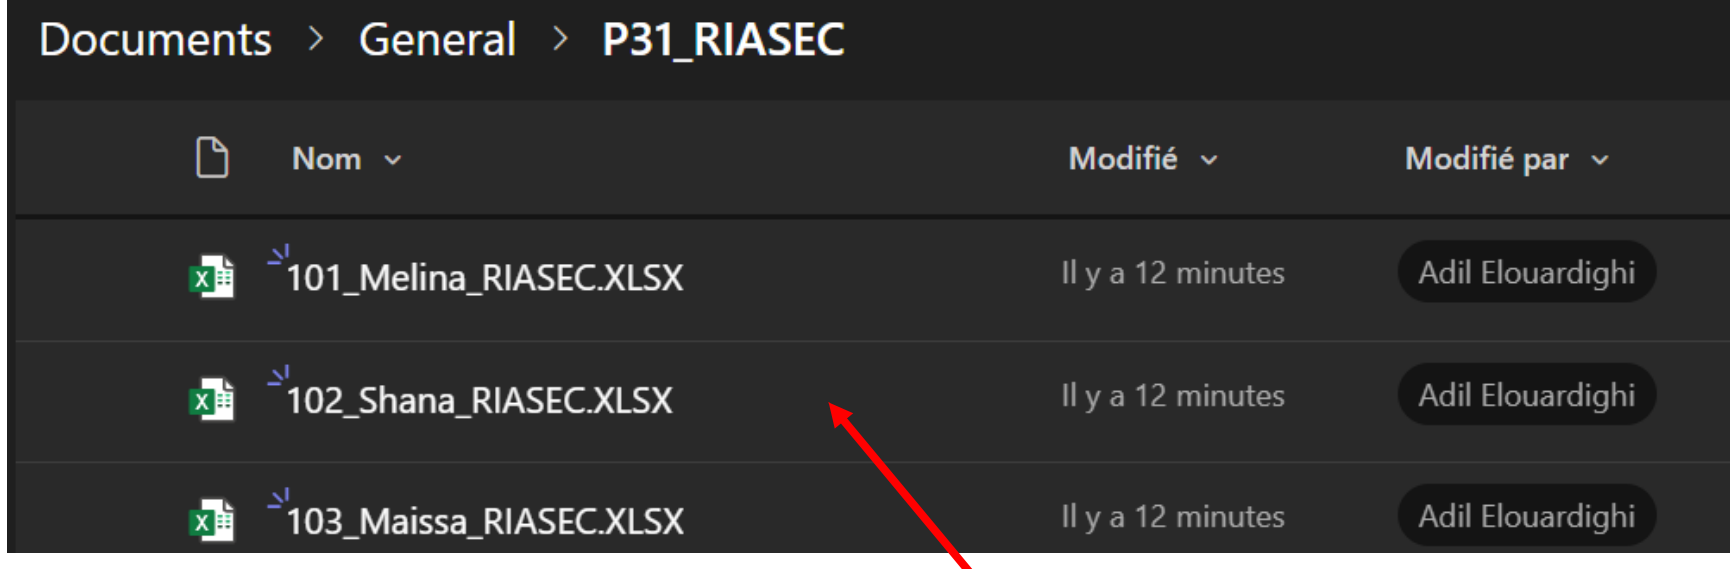 Documents > General > P31_RIASEC
Nom Modifié Modifié par
101_Melina_RIASEC.XLSX Il y a 12 minutes Adil Elouardighi
102_Shana_RIASEC.XLSX Il y a 12 minutes Adil Elouardighi
103_Maissa_RIASEC.XLSX Il y a 12 minutes Adil Elouardighi